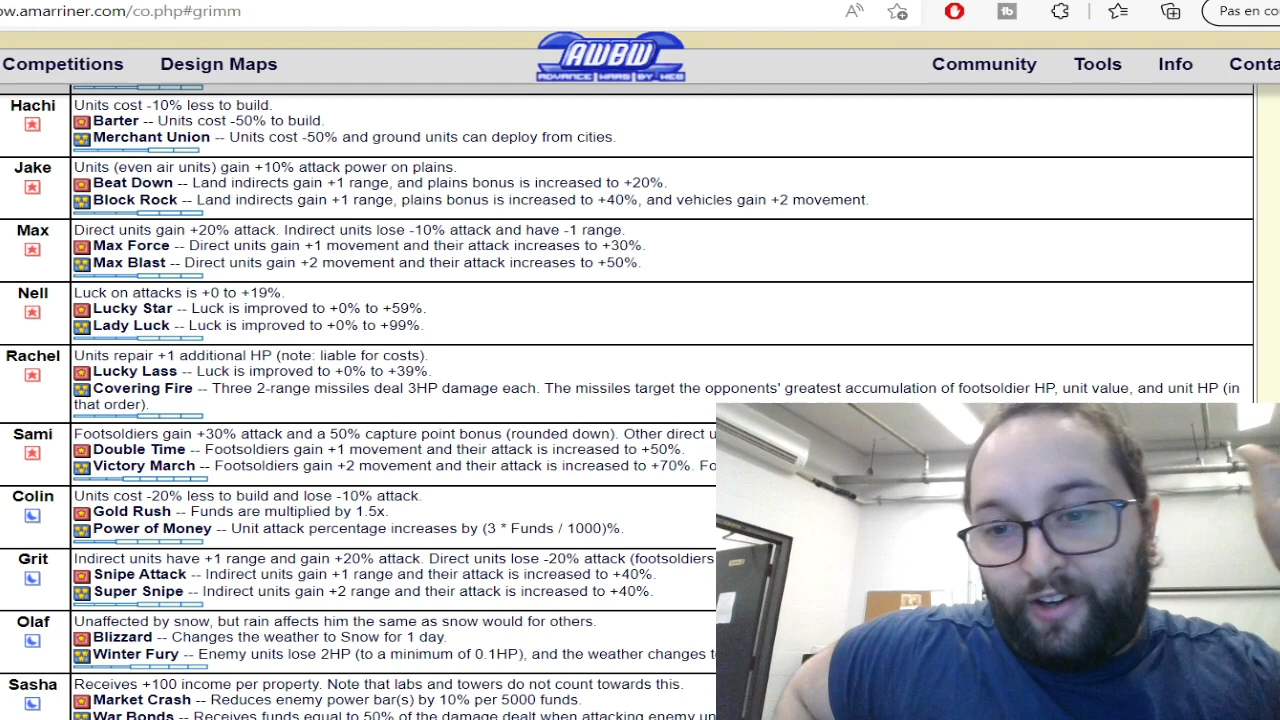 ow.amarriner.com/co.php#grimm
Pas en co
Competitions Design Maps AWBW Community Tools Info Conta
ADVANCE WARS BY WEB
Hachi Units cost -10% less to build.
Barter -- Units cost -50% to build.
Merchant Union -- Units cost -50% and ground units can deploy from cities.
Jake Units (even air units) gain +10% attack power on plains.
Beat Down -- Land indirects gain +1 range, and plains bonus is increased to +20%.
Block Rock -- Land indirects gain +1 range, plains bonus is increased to +40%, and vehicles gain +2 movement.
Max Direct units gain +20% attack. Indirect units lose -10% attack and have -1 range.
Max Force -- Direct units gain +1 movement and their attack increases to +30%.
Max Blast -- Direct units gain +2 movement and their attack increases to +50%.
Nell Luck on attacks is +0 to +19%.
Lucky Star -- Luck is improved to +0% to +59%.
Lady Luck -- Luck is improved to +0% to +99%.
Rachel Units repair +1 additional HP (note: liable for costs).
Lucky Lass -- Luck is improved to +0% to +39%.
Covering Fire -- Three 2-range missiles deal 3HP damage each. The missiles target the opponents' greatest accumulation of footsoldier HP, unit value, and unit HP (in
that order).
Sami Footsoldiers gain +30% attack and a 50% capture point bonus (rounded down). Other direct u
Double Time -- Footsoldiers gain +1 movement and their attack increases to +50%.
Victory March -- Footsoldiers gain +2 movement and their attack is increased to +70%. Fo
Colin Units cost -20% less to build and lose -10% attack.
Gold Rush -- Funds are multiplied by 1.5x.
Power of Money -- Unit attack percentage increases by (3 * Funds / 1000)%.
Grit Indirect units have +1 range and gain +20% attack. Direct units lose -20% attack (footsoldiers
Snipe Attack -- Indirect units gain +1 range and their attack is increased to +40%.
Super Snipe -- Indirect units gain +2 range and their attack is increased to +40%.
Olaf Unaffected by snow, but rain affects him the same as snow would for others.
Blizzard -- Changes the weather to Snow for 1 day.
Winter Fury -- Enemy units lose 2HP (to a minimum of 0.1HP), and the weather changes t
Sasha Receives +100 income per property. Note that labs and towers do not count towards this.
Market Crash -- Reduces enemy power bar(s) by 10% per 5000 funds.
War Bonds -- Receives funds equal to 50% of the damage dealt when attacking enemy un